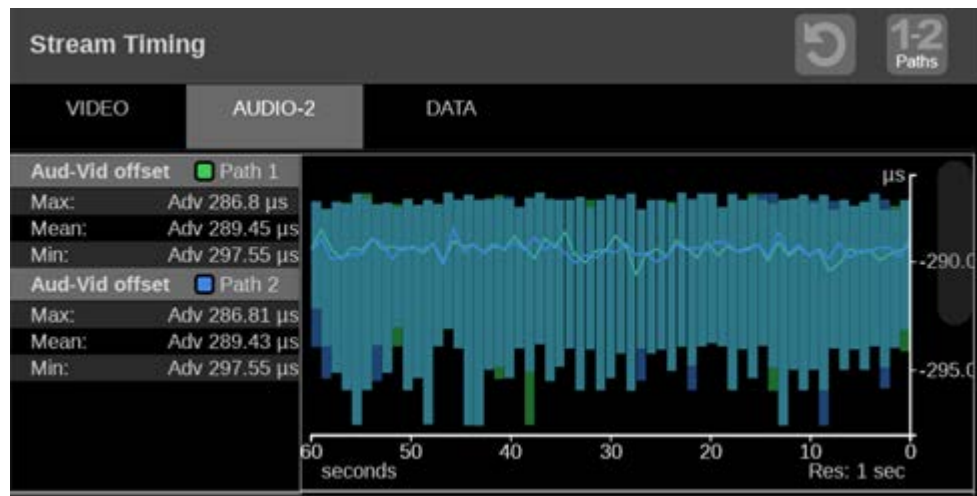 Stream Timing
1-2
Paths
VIDEO AUDIO-2 DATA
Aud-Vid offset Path 1
Max: Adv 286.8 µs
Mean: Adv 289.45 µs
Min: Adv 297.55 µs
Aud-Vid offset Path 2
Max: Adv 286.81 µs
Mean: Adv 289.43 µs
Min: Adv 297.55 µs
µs
-290.0
-295.0
60 50 40 30 20 10 0
seconds Res: 1 sec